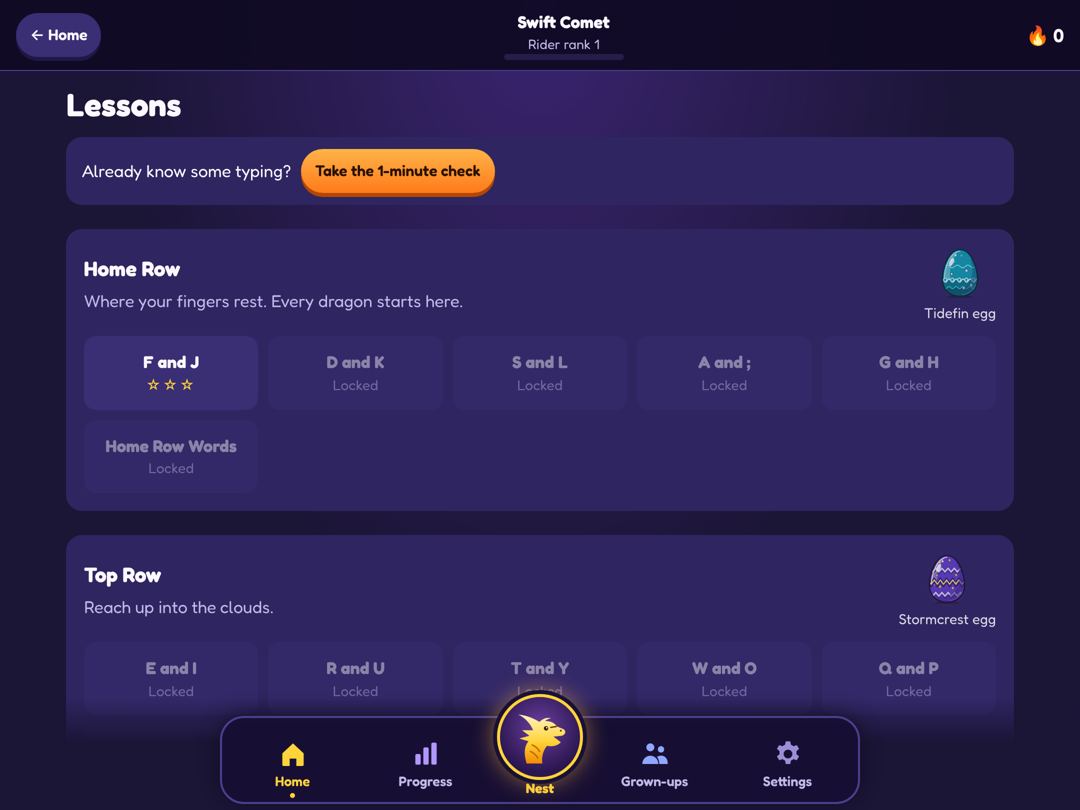 ← Home
Swift Comet
Rider rank 1
🔥 0
Lessons
Already know some typing? Take the 1-minute check
Home Row
Where your fingers rest. Every dragon starts here.
Tidefin egg
F and J
☆ ☆ ☆
D and K
Locked
S and L
Locked
A and ;
Locked
G and H
Locked
Home Row Words
Locked
Top Row
Reach up into the clouds.
Stormcrest egg
E and I
Locked
R and U
Locked
T and Y
Locked
W and O
Locked
Q and P
Locked
Home
Progress
Nest
Grown-ups
Settings